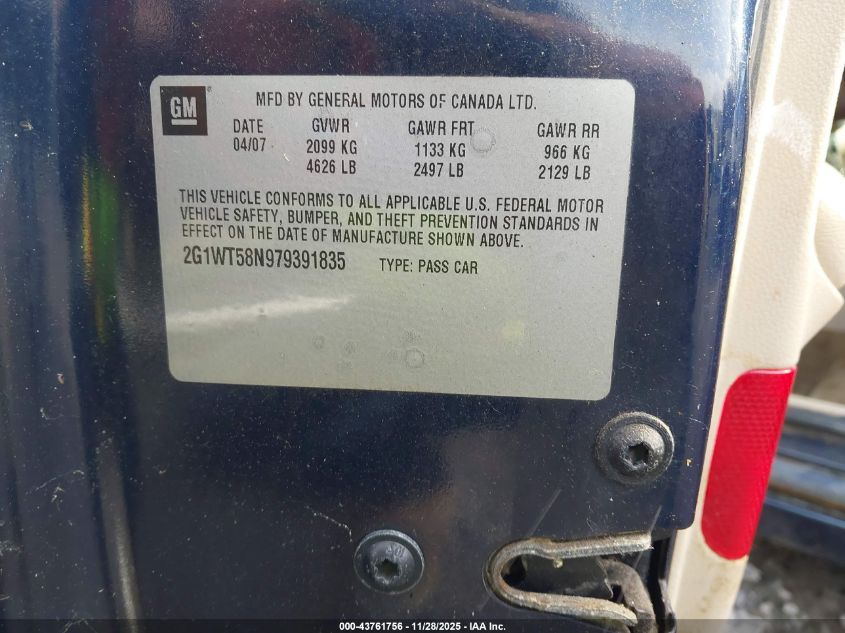 GM
MFD BY GENERAL MOTORS OF CANADA LTD.
DATE GVWR GAWR FRT GAWR RR
04/07 2099 KG 1133 KG 966 KG
4626 LB 2497 LB 2129 LB
THIS VEHICLE CONFORMS TO ALL APPLICABLE U.S. FEDERAL MOTOR
VEHICLE SAFETY, BUMPER, AND THEFT PREVENTION STANDARDS IN
EFFECT ON THE DATE OF MANUFACTURE SHOWN ABOVE.
2G1WT58N979391835 TYPE: PASS CAR
000-43761756 — 11/28/2025 — IAA Inc.